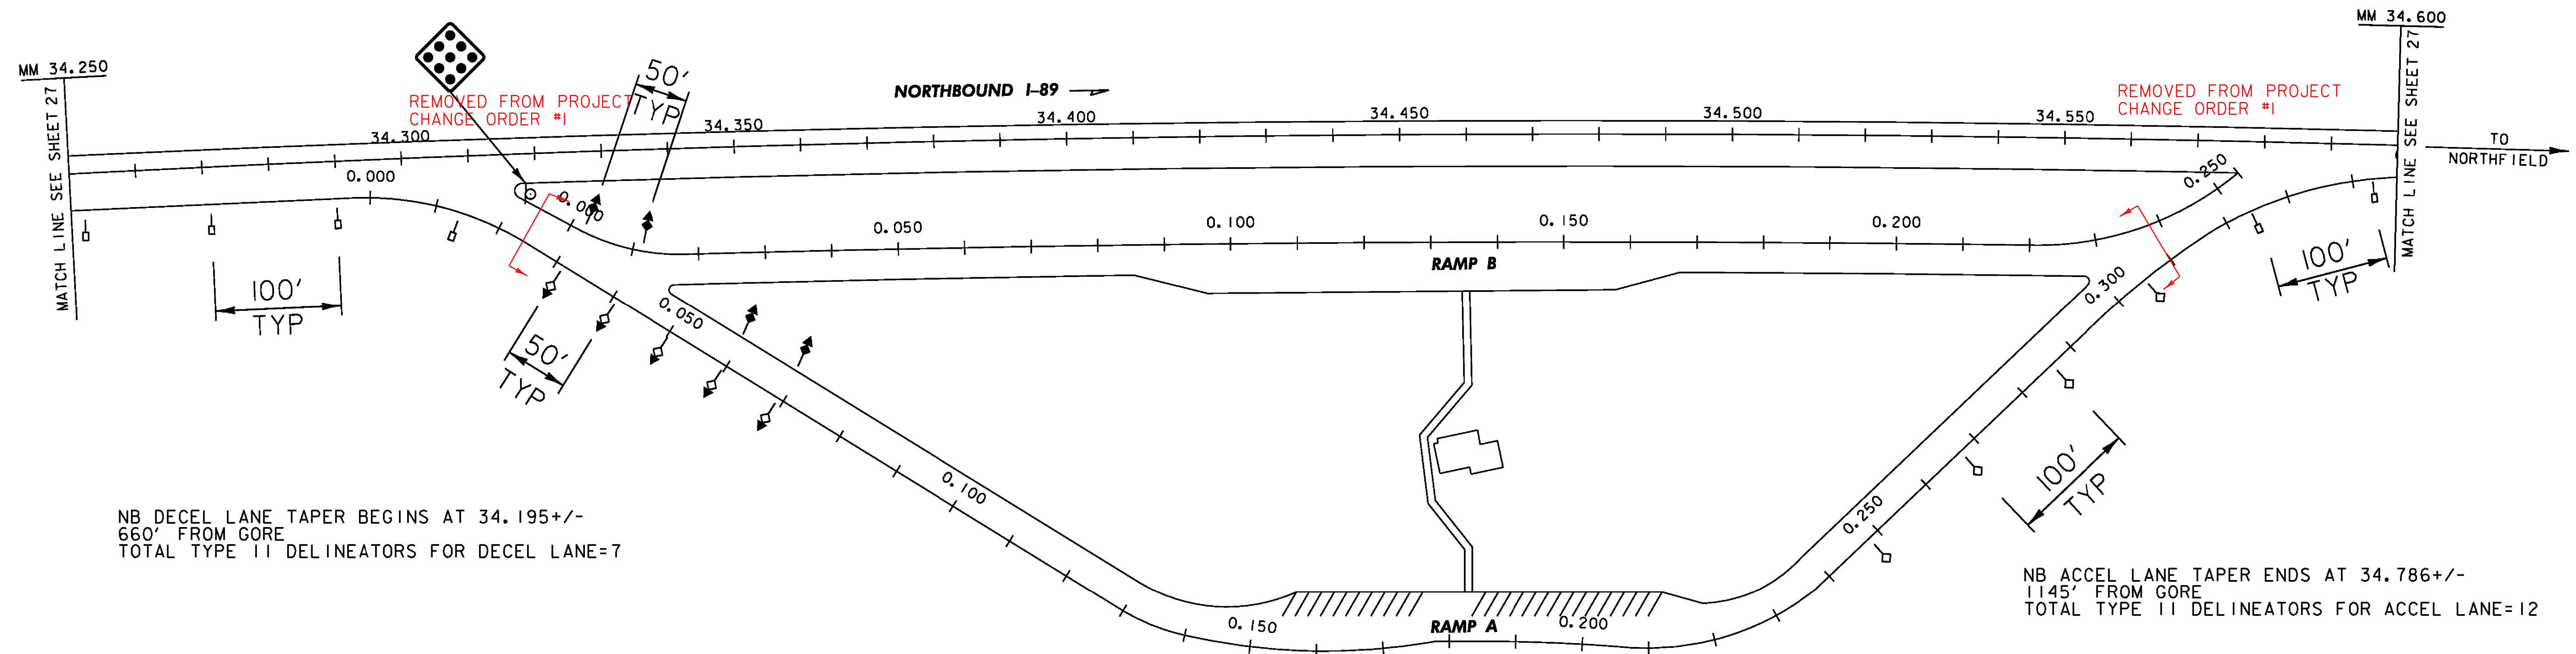 MM 34.250
MATCH LINE SEE SHEET 27
REMOVED FROM PROJECT
CHANGE ORDER #1
50'
TYP
NORTHBOUND I-89
MM 34.600
MATCH LINE SEE SHEET 27
REMOVED FROM PROJECT
CHANGE ORDER #1
TO
NORTHFIELD
34.300
34.350
34.400
34.450
34.500
34.550
0.000
0.000
0.050
0.100
0.150
0.200
0.250
RAMP B
100'
TYP
50'
TYP
0.050
0.100
0.150
RAMP A
0.200
0.250
0.300
100'
TYP
100'
TYP
NB DECEL LANE TAPER BEGINS AT 34.195+/-
660' FROM GORE
TOTAL TYPE II DELINEATORS FOR DECEL LANE=7
NB ACCEL LANE TAPER ENDS AT 34.786+/-
1145' FROM GORE
TOTAL TYPE II DELINEATORS FOR ACCEL LANE=12